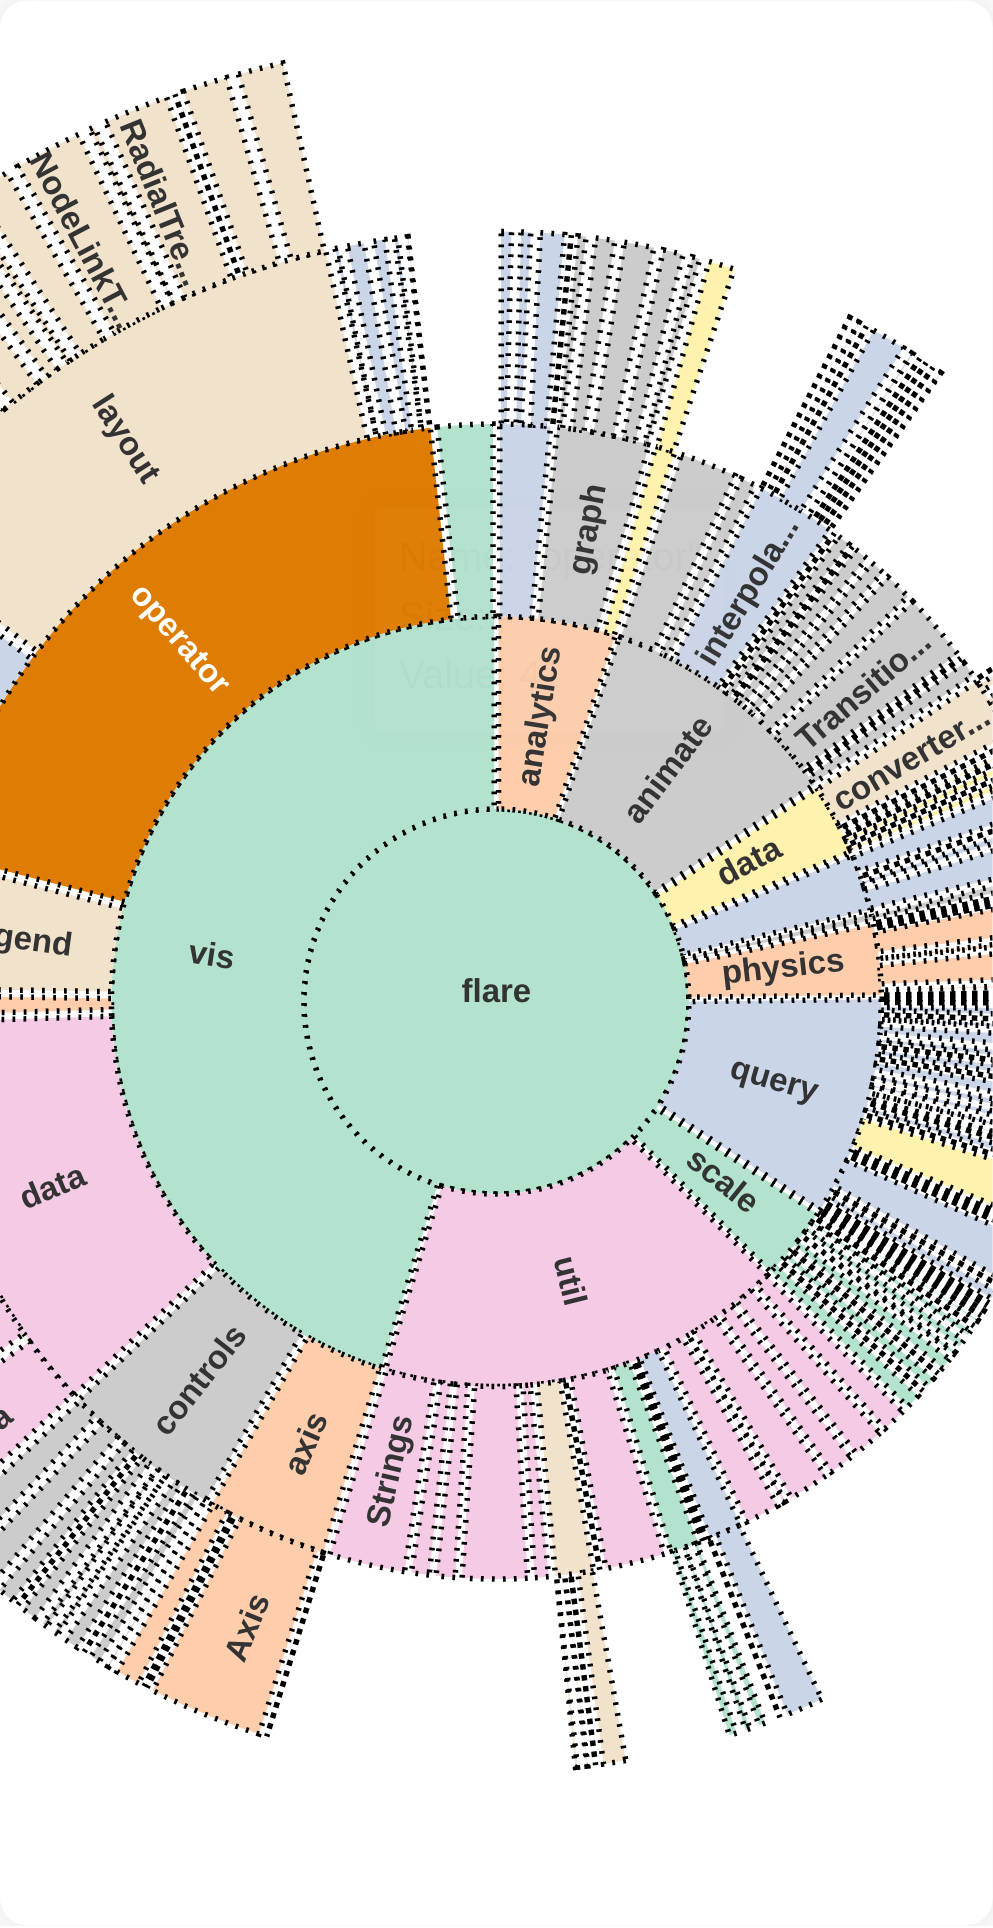 RadialTre...
NodeLinkT...
layout
graph
operator
interpola...
Transitio...
analytics
animate
converter...
data
gend
vis
physics
flare
query
data
scale
util
controls
axis
Strings
a
Axis